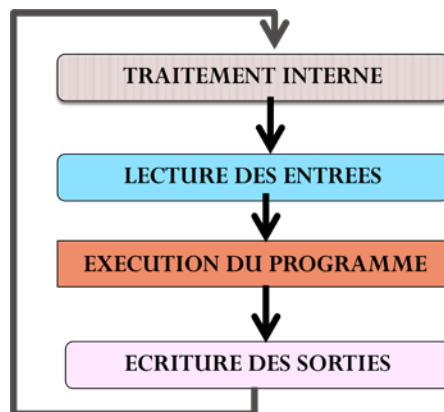 TRAITEMENT INTERNE
LECTURE DES ENTREES
EXECUTION DU PROGRAMME
ECRITURE DES SORTIES